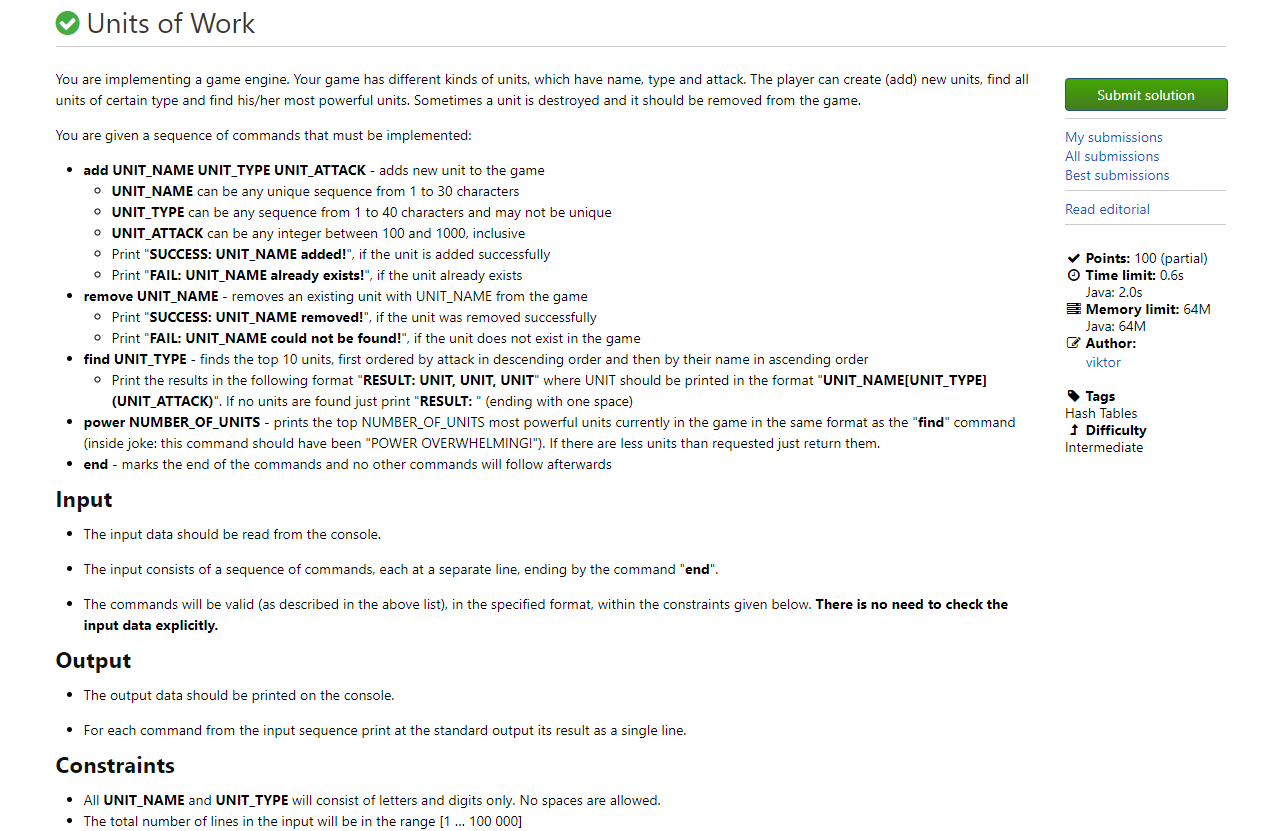 Units of Work
You are implementing a game engine. Your game has different kinds of units, which have name, type and attack. The player can create (add) new units, find all
units of certain type and find his/her most powerful units. Sometimes a unit is destroyed and it should be removed from the game.
You are given a sequence of commands that must be implemented:
• add UNIT_NAME UNIT_TYPE UNIT_ATTACK - adds new unit to the game
◦ UNIT_NAME can be any unique sequence from 1 to 30 characters
◦ UNIT_TYPE can be any sequence from 1 to 40 characters and may not be unique
◦ UNIT_ATTACK can be any integer between 100 and 1000, inclusive
◦ Print "SUCCESS: UNIT_NAME added!", if the unit is added successfully
◦ Print "FAIL: UNIT_NAME already exists!", if the unit already exists
• remove UNIT_NAME - removes an existing unit with UNIT_NAME from the game
◦ Print "SUCCESS: UNIT_NAME removed!", if the unit was removed successfully
◦ Print "FAIL: UNIT_NAME could not be found!", if the unit does not exist in the game
• find UNIT_TYPE - finds the top 10 units, first ordered by attack in descending order and then by their name in ascending order
◦ Print the results in the following format "RESULT: UNIT, UNIT, UNIT" where UNIT should be printed in the format "UNIT_NAME[UNIT_TYPE]
(UNIT_ATTACK)". If no units are found just print "RESULT: " (ending with one space)
• power NUMBER_OF_UNITS - prints the top NUMBER_OF_UNITS most powerful units currently in the game in the same format as the "find" command
(inside joke: this command should have been "POWER OVERWHELMING!"). If there are less units than requested just return them.
• end - marks the end of the commands and no other commands will follow afterwards
Input
• The input data should be read from the console.
• The input consists of a sequence of commands, each at a separate line, ending by the command "end".
• The commands will be valid (as described in the above list), in the specified format, within the constraints given below. There is no need to check the
input data explicitly.
Output
• The output data should be printed on the console.
• For each command from the input sequence print at the standard output its result as a single line.
Constraints
• All UNIT_NAME and UNIT_TYPE will consist of letters and digits only. No spaces are allowed.
• The total number of lines in the input will be in the range [1 … 100 000]
Submit solution
My submissions
All submissions
Best submissions
Read editorial
Points: 100 (partial)
Time limit: 0.6s
Java: 2.0s
Memory limit: 64M
Java: 64M
Author:
viktor
Tags
Hash Tables
Difficulty
Intermediate